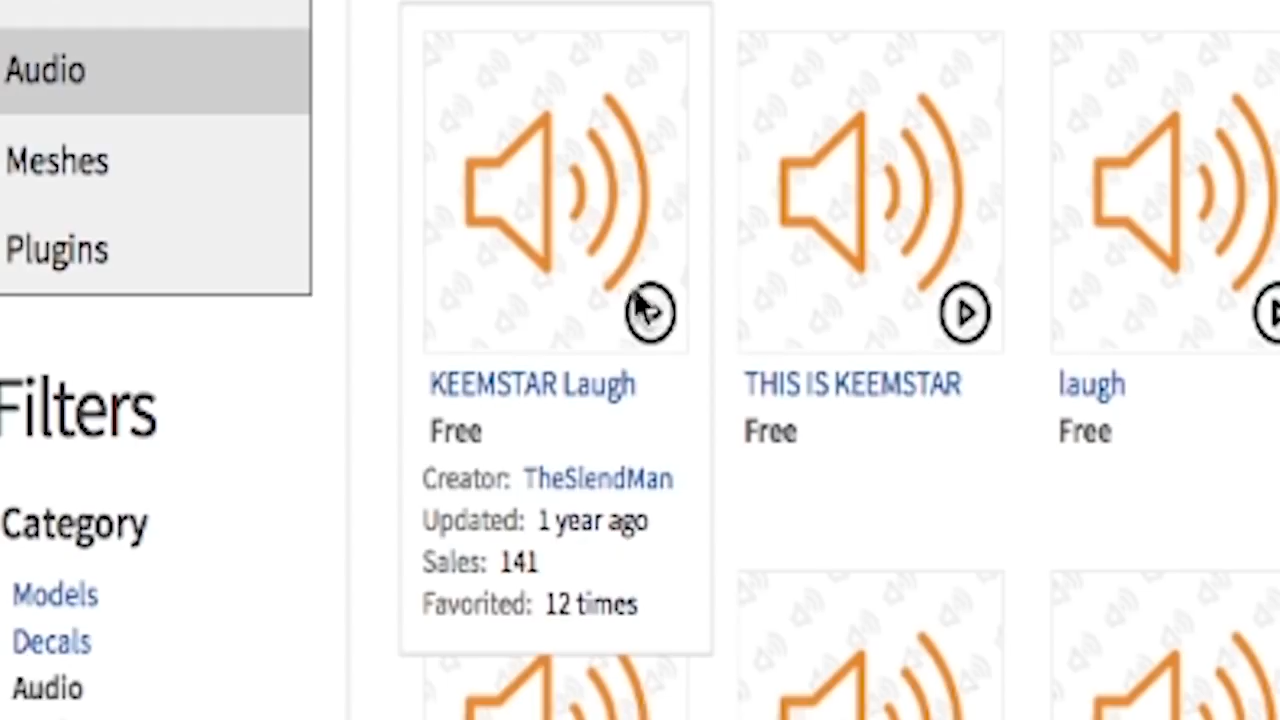 Audio
Meshes
Plugins
Filters
Category
Models
Decals
Audio
KEEMSTAR Laugh
Free
Creator: TheSlendMan
Updated: 1 year ago
Sales: 141
Favorited: 12 times
THIS IS KEEMSTAR
Free
laugh
Free